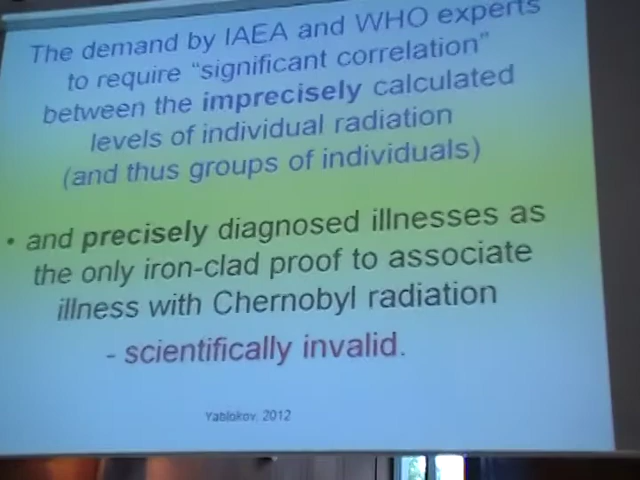 The demand by IAEA and WHO experts
to require "significant correlation"
between the imprecisely calculated
levels of individual radiation
(and thus groups of individuals)
• and precisely diagnosed illnesses as
the only iron-clad proof to associate
illness with Chernobyl radiation
- scientifically invalid.
Yablokov, 2012